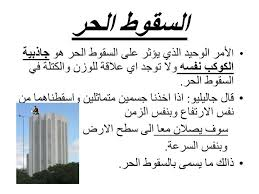 السقوط الحر
• الأمر الوحيد الذي يؤثر على السقوط الحر هو جاذبية
الكوكب نفسه ولا توجد اي علاقة للوزن والكتلة في
السقوط الحر.
• قال جاليليو: اذا اخذنا جسمين متماثلين واسقطناهما من
نفس الارتفاع وبنفس الزمن
سوف يصلان معا الى سطح الارض
وبنفس السرعة.
• ذالك ما يسمى بالسقوط الحر.